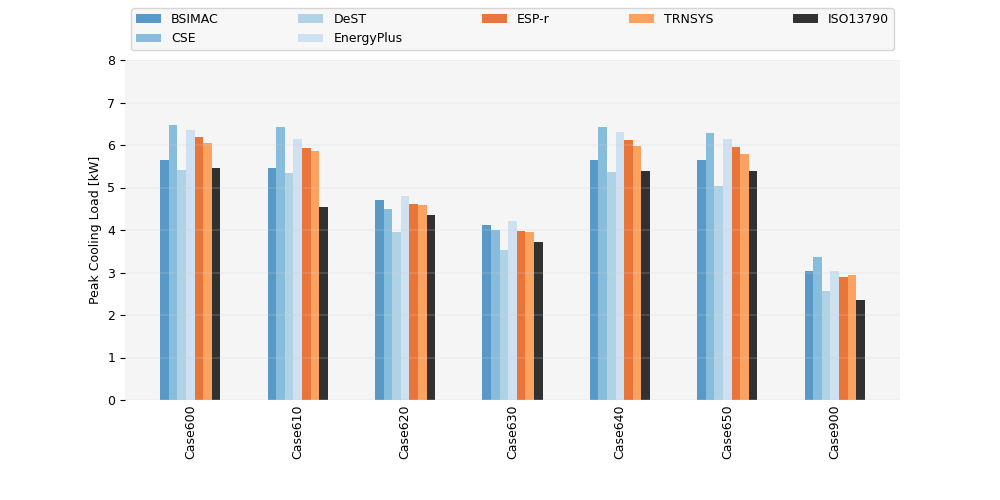 BSIMAC DeST ESP-r TRNSYS ISO13790
CSE EnergyPlus
Peak Cooling Load [kW]
8
7
6
5
4
3
2
1
0
Case600 Case610 Case620 Case630 Case640 Case650 Case900